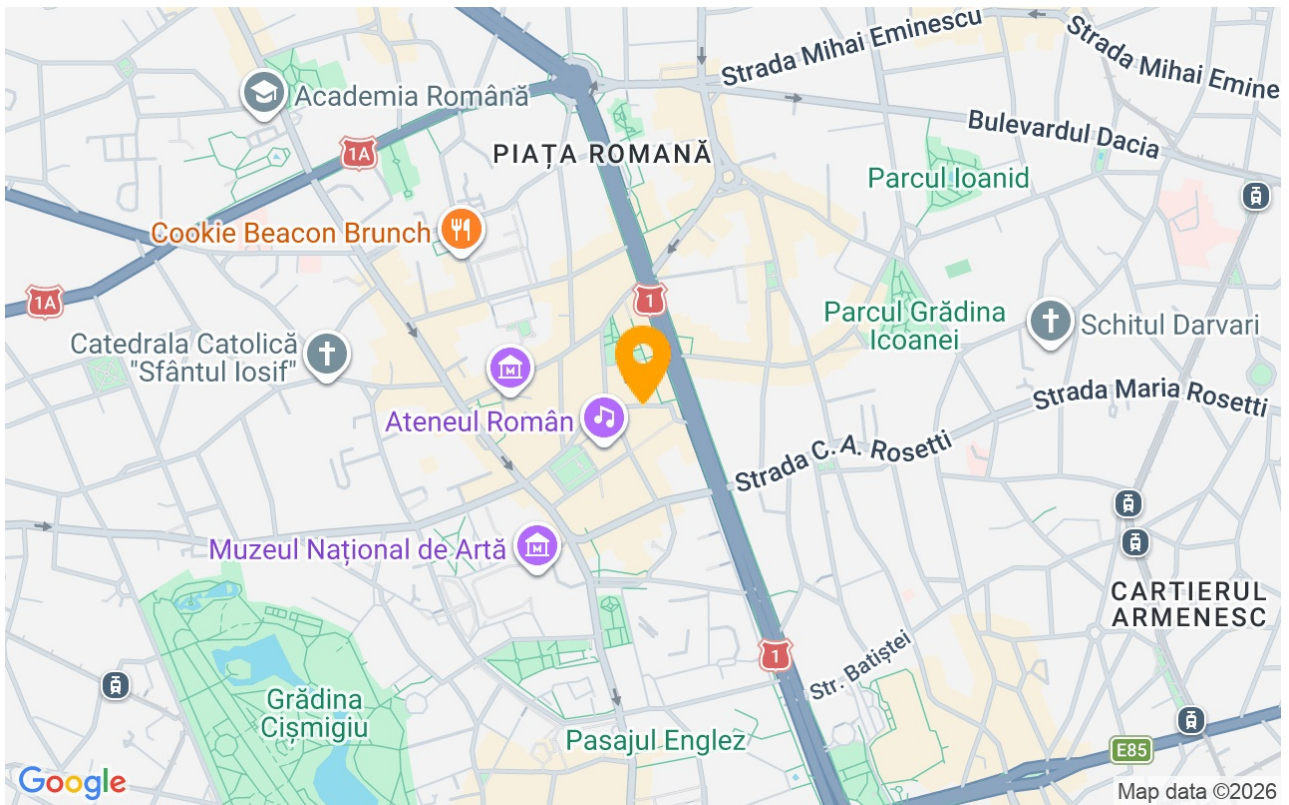 Strada Mihai Eminescu
Strada Mihai Emine
Academia Română
1A
PIAȚA ROMANĂ
Bulevardul Dacia
Parcul Ioanid
Cookie Beacon Brunch
1A
1
Parcul Grădina
Icoanei
Schitul Darvari
Catedrala Catolică
"Sfântul Iosif"
M
Ateneul Român
Strada Maria Rosetti
Strada C. A. Rosetti
Muzeul Național de Artă
M
CARTIERUL
ARMENESC
1
Str. Batiștei
Grădina
Cișmigiu
Pasajul Englez
E85
Google
Map data ©2026